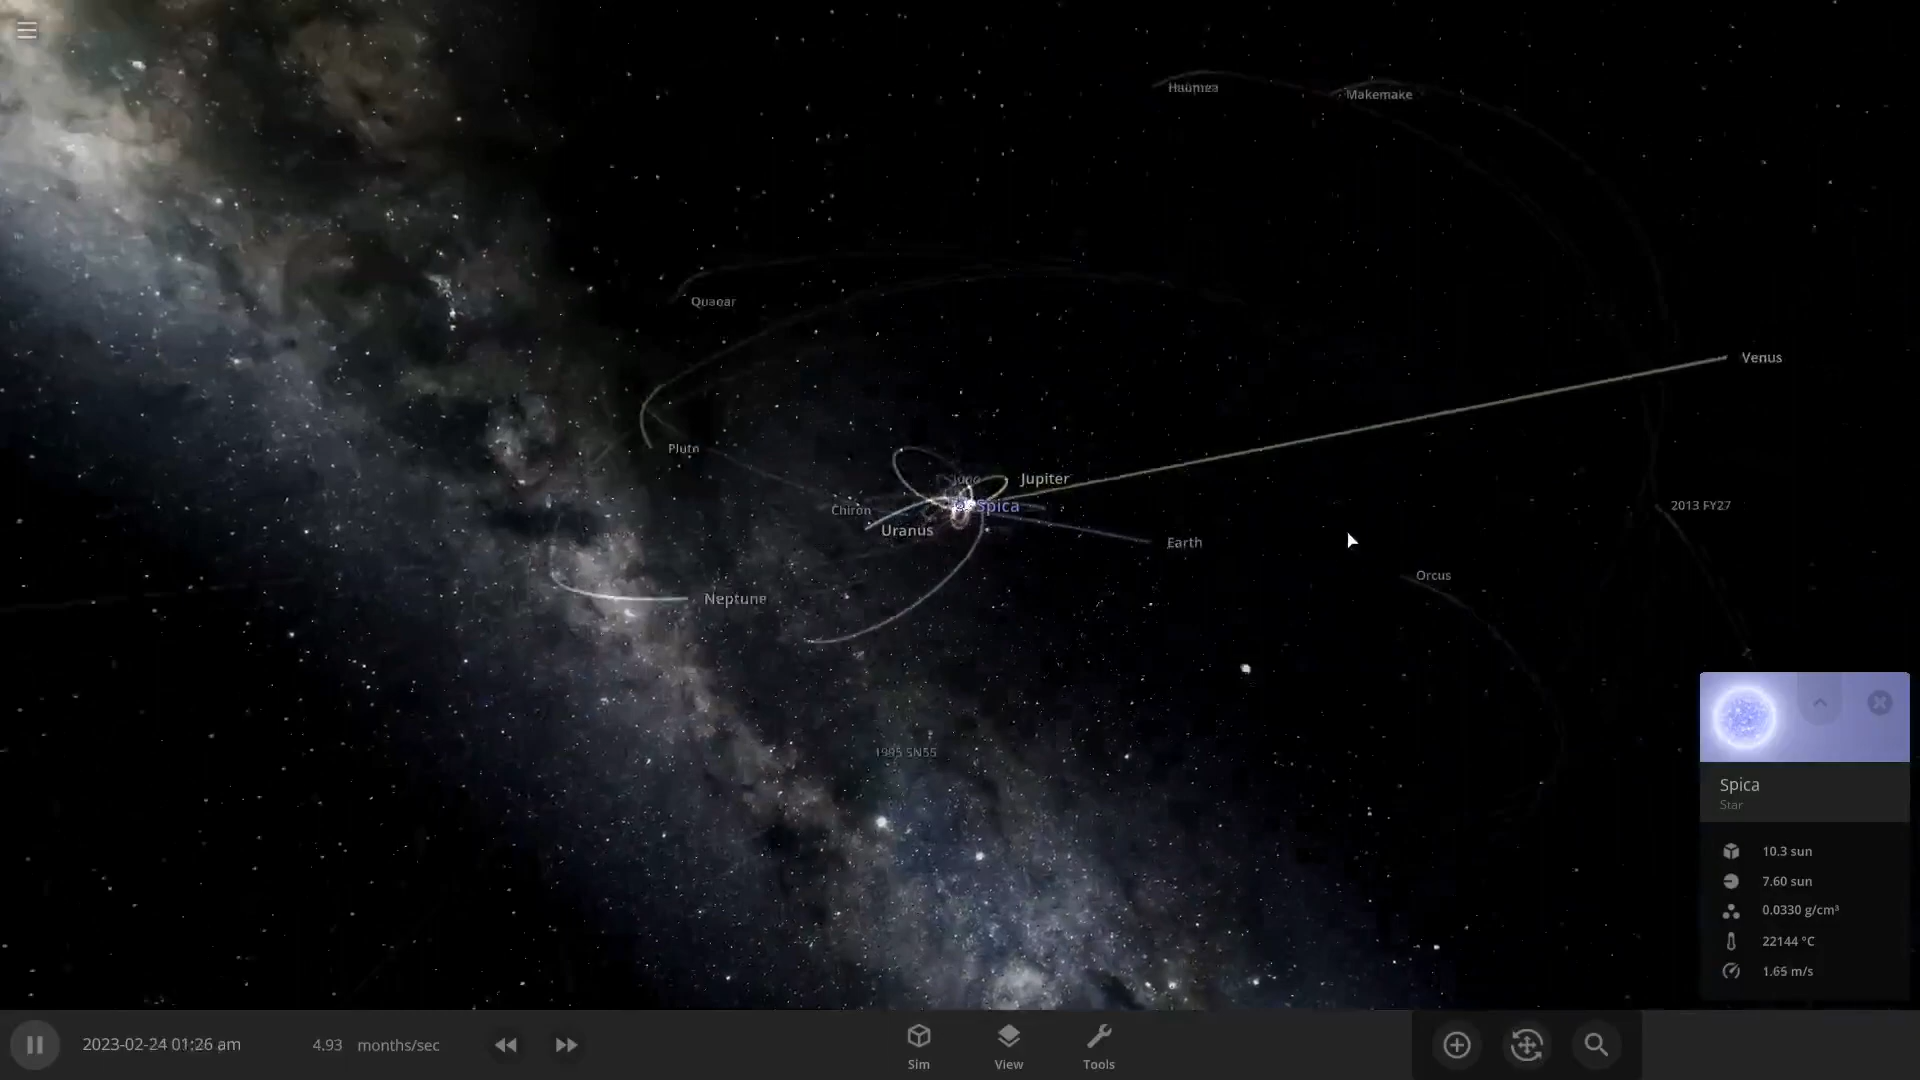 Haumea
Makemake
Quaoar
Venus
Pluto
Juno
Jupiter
Chiron
Spica
2013 FY27
Uranus
Earth
Orcus
Neptune
1995 SN55
Spica
Star
10.3 sun
7.60 sun
0.0330 g/cm³
22144 °C
1.65 m/s
2023-02-24 01:26 am
4.93 months/sec
Sim
View
Tools